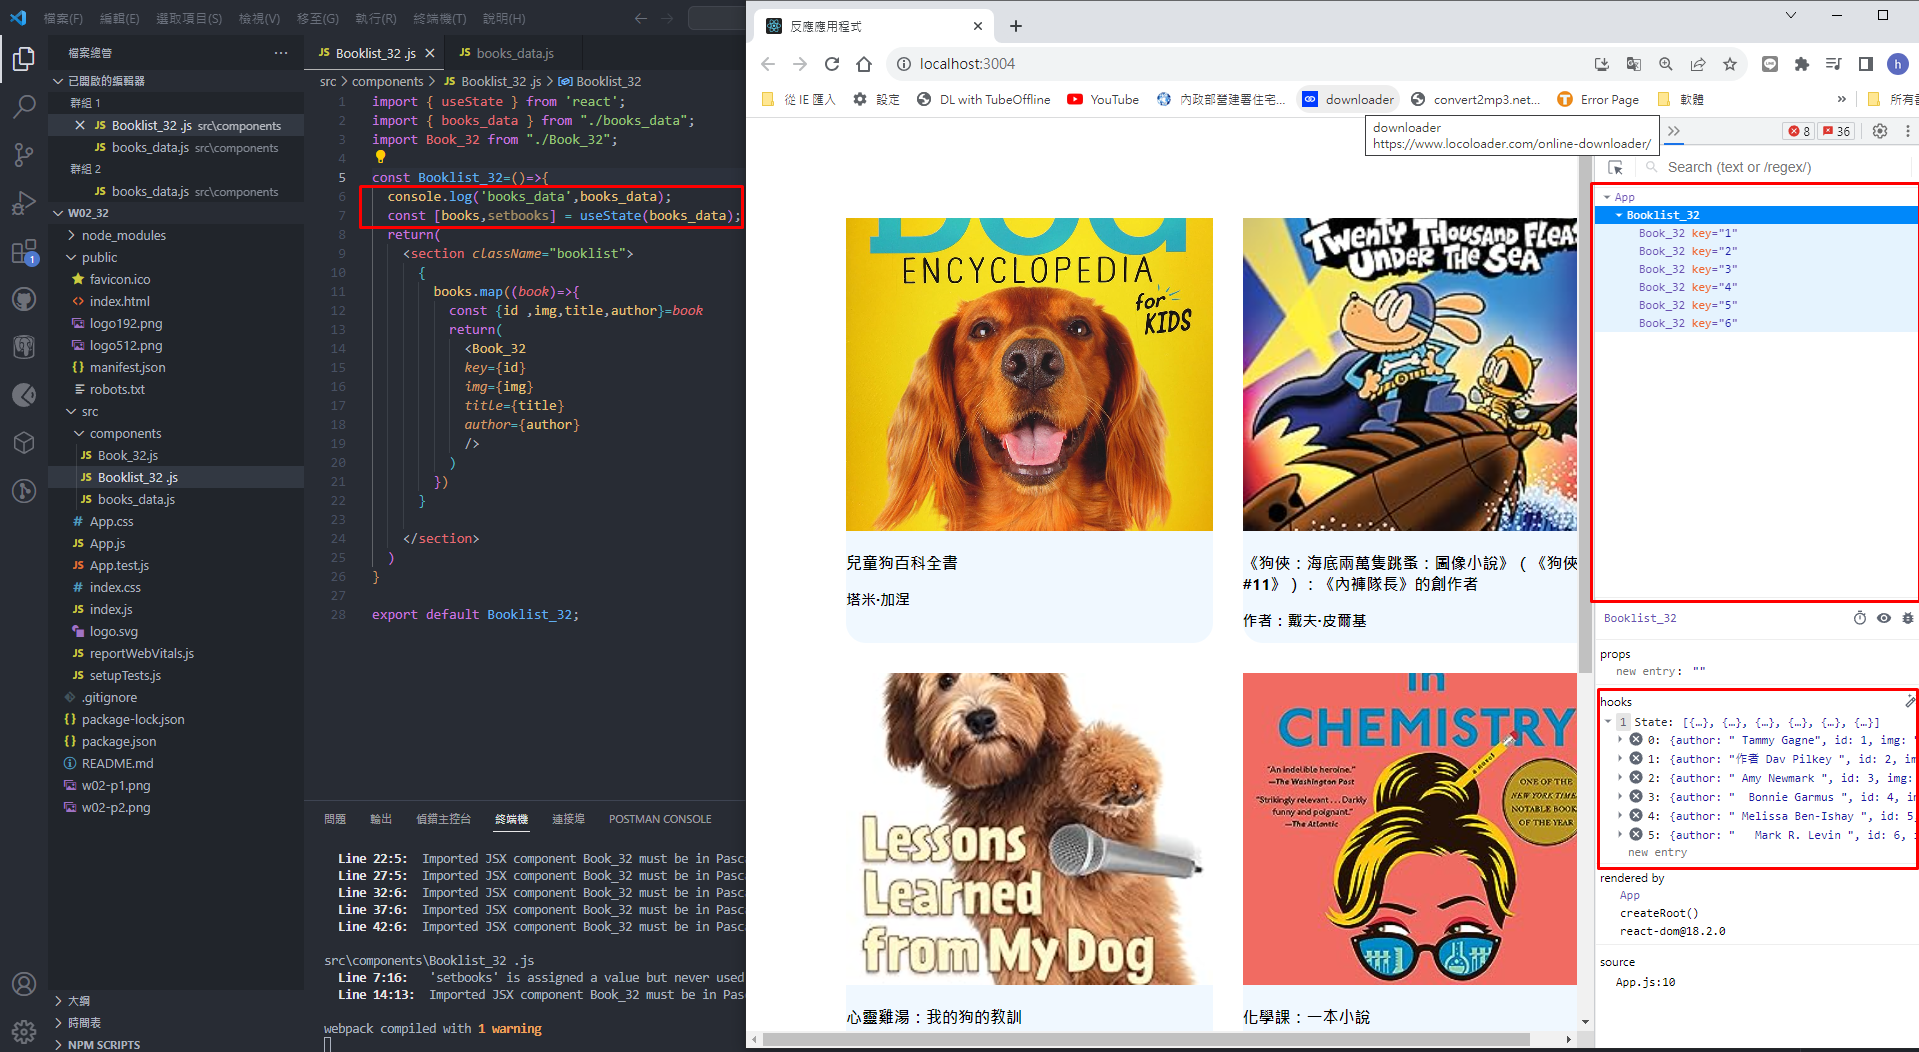 檔案(F) 編輯(E) 選取項目(S) 檢視(V) 移至(G) 執行(R) 終端機(T) 說明(H)
檔案總管
已開啟的編輯器
群組 1
Booklist_32 .js src\components
books_data.js src\components
群組 2
books_data.js src\components
W02_32
node_modules
public
favicon.ico
index.html
logo192.png
logo512.png
manifest.json
robots.txt
src
components
Book_32.js
Booklist_32 .js
books_data.js
App.css
App.js
App.test.js
index.css
index.js
logo.svg
reportWebVitals.js
setupTests.js
.gitignore
package-lock.json
package.json
README.md
w02-p1.png
w02-p2.png
大綱
時間表
NPM SCRIPTS
1
Booklist_32 .js
books_data.js
src > components > Booklist_32 .js > Booklist_32
1 import { useState } from 'react';
2 import { books_data } from "./books_data";
3 import Book_32 from "./Book_32";
4
5 const Booklist_32=()=>{
6 console.log('books_data',books_data);
7 const [books,setbooks] = useState(books_data);
8 return(
9 <section className="booklist">
10 {
11 books.map((book)=>{
12 const {id ,img,title,author}=book
13 return(
14 <Book_32
15 key={id}
16 img={img}
17 title={title}
18 author={author}
19 />
20 )
21 })
22 }
23
24 </section>
25 )
26 }
27
28 export default Booklist_32;
問題 輸出 偵錯主控台 終端機 連接埠 POSTMAN CONSOLE
Line 22:5: Imported JSX component Book_32 must be in Pasc
Line 27:5: Imported JSX component Book_32 must be in Pasc
Line 32:6: Imported JSX component Book_32 must be in Pasc
Line 37:6: Imported JSX component Book_32 must be in Pasc
Line 42:6: Imported JSX component Book_32 must be in Pasc
src\components\Booklist_32 .js
Line 7:16: 'setbooks' is assigned a value but never used
Line 14:13: Imported JSX component Book_32 must be in Pasc
webpack compiled with 1 warning
反應應用程式
localhost:3004
h
從 IE 匯入 設定 DL with TubeOffline YouTube 內政部營建署住宅... downloader convert2mp3.net... Error Page 軟體 » 所有書
downloader
https://www.locoloader.com/online-downloader/
DOG
ENCYCLOPEDIA
for
KIDS
兒童狗百科全書
塔米·加涅
TWENTY THOUSAND FLEAS
UNDER THE SEA
《狗俠：海底兩萬隻跳蚤：圖像小說》（《狗俠
#11》）：《內褲隊長》的創作者
作者：戴夫·皮爾基
Lessons
Learned
from My Dog
心靈雞湯：我的狗的教訓
in
CHEMISTRY
"An indelible heroine."
—The Washington Post
"Strikingly relevant . . . Darkly
funny and poignant."
—The Atlantic
a novel
ONE OF THE
NEW YORK TIMES
NOTABLE BOOK
OF THE YEAR
化學課：一本小說
8 36
Search (text or /regex/)
App
Booklist_32
Book_32 key="1"
Book_32 key="2"
Book_32 key="3"
Book_32 key="4"
Book_32 key="5"
Book_32 key="6"
Booklist_32
props
new entry: ""
hooks
1 State: [{…}, {…}, {…}, {…}, {…}, {…}]
0: {author: " Tammy Gagne", id: 1, img: "
1: {author: "作者 Dav Pilkey ", id: 2, im
2: {author: " Amy Newmark ", id: 3, img:
3: {author: " Bonnie Garmus ", id: 4, i
4: {author: " Melissa Ben-Ishay ", id: 5,
5: {author: " Mark R. Levin ", id: 6, i
new entry
rendered by
App
createRoot()
react-dom@18.2.0
source
App.js:10